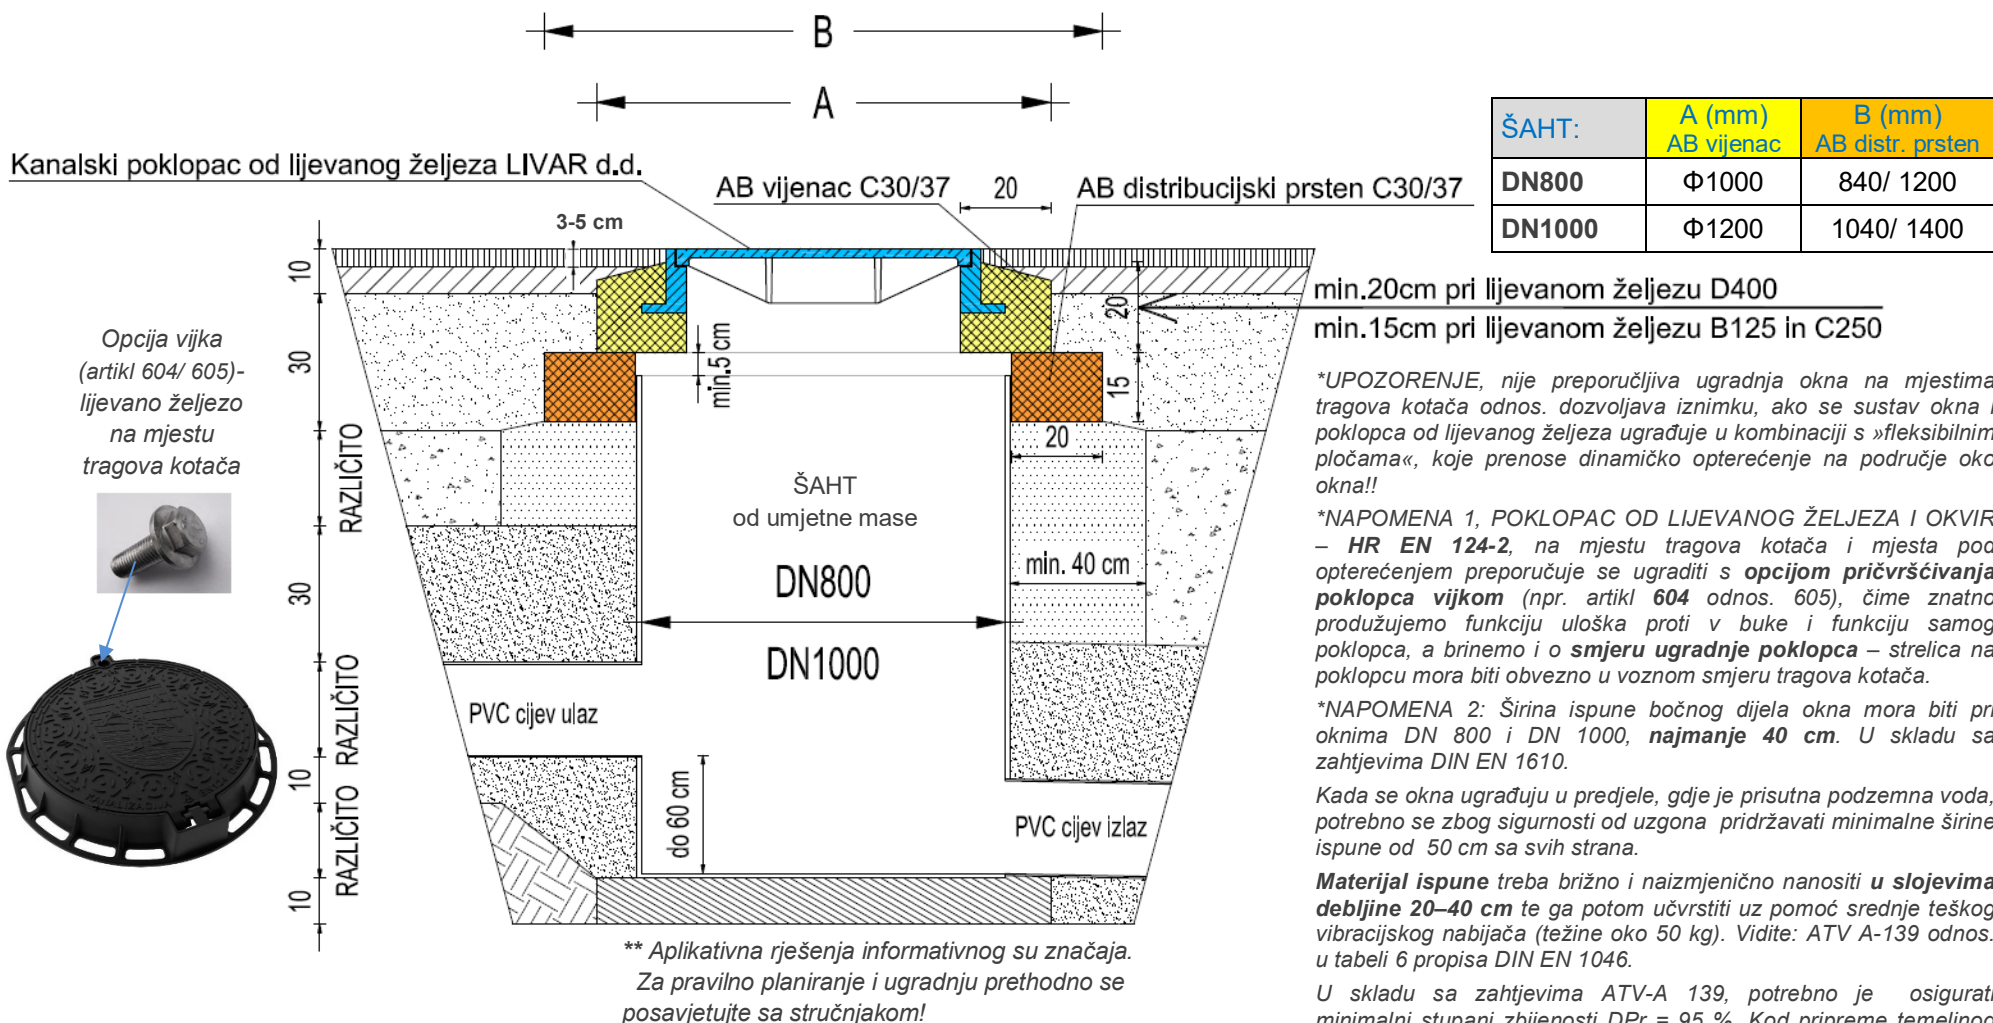 B
A
Kanalski poklopac od lijevanog željeza LIVAR d.d.
AB vijenac C30/37
20
AB distribucijski prsten C30/37
3-5 cm
ŠAHT:
A (mm)
AB vijenac
B (mm)
AB distr. prsten
DN800
Φ1000
840/ 1200
DN1000
Φ1200
1040/ 1400
min.20cm pri lijevanom željezu D400
min.15cm pri lijevanom željezu B125 in C250
10
30
RAZLIČITO
30
RAZLIČITO
10
RAZLIČITO
10
20
15
20
min.5 cm
min. 40 cm
do 60 cm
Opcija vijka
(artikl 604/ 605)-
lijevano željezo
na mjestu
tragova kotača
KANALIZACIJA
ŠAHT
od umjetne mase
DN800
DN1000
PVC cijev ulaz
PVC cijev izlaz
** Aplikativna rješenja informativnog su značaja.
Za pravilno planiranje i ugradnju prethodno se
posavjetujte sa stručnjakom!
*UPOZORENJE, nije preporučljiva ugradnja okna na mjestima
tragova kotača odnos. dozvoljava iznimku, ako se sustav okna i
poklopca od lijevanog željeza ugrađuje u kombinaciji s »fleksibilnim
pločama«, koje prenose dinamičko opterećenje na područje oko
okna!!
*NAPOMENA 1, POKLOPAC OD LIJEVANOG ŽELJEZA I OKVIR
– HR EN 124-2, na mjestu tragova kotača i mjesta pod
opterećenjem preporučuje se ugraditi s opcijom pričvršćivanja
poklopca vijkom (npr. artikl 604 odnos. 605), čime znatno
produžujemo funkciju uloška proti v buke i funkciju samog
poklopca, a brinemo i o smjeru ugradnje poklopca – strelica na
poklopcu mora biti obvezno u voznom smjeru tragova kotača.
*NAPOMENA 2: Širina ispune bočnog dijela okna mora biti pri
oknima DN 800 i DN 1000, najmanje 40 cm. U skladu sa
zahtjevima DIN EN 1610.
Kada se okna ugrađuju u predjele, gdje je prisutna podzemna voda,
potrebno se zbog sigurnosti od uzgona pridržavati minimalne širine
ispune od 50 cm sa svih strana.
Materijal ispune treba brižno i naizmjenično nanositi u slojevima
debljine 20–40 cm te ga potom učvrstiti uz pomoć srednje teškog
vibracijskog nabijača (težine oko 50 kg). Vidite: ATV A-139 odnos.
u tabeli 6 propisa DIN EN 1046.
U skladu sa zahtjevima ATV-A 139, potrebno je osigurati
minimalni stupanj zbijenosti DPr = 95 %. Kod pripreme temeljnog